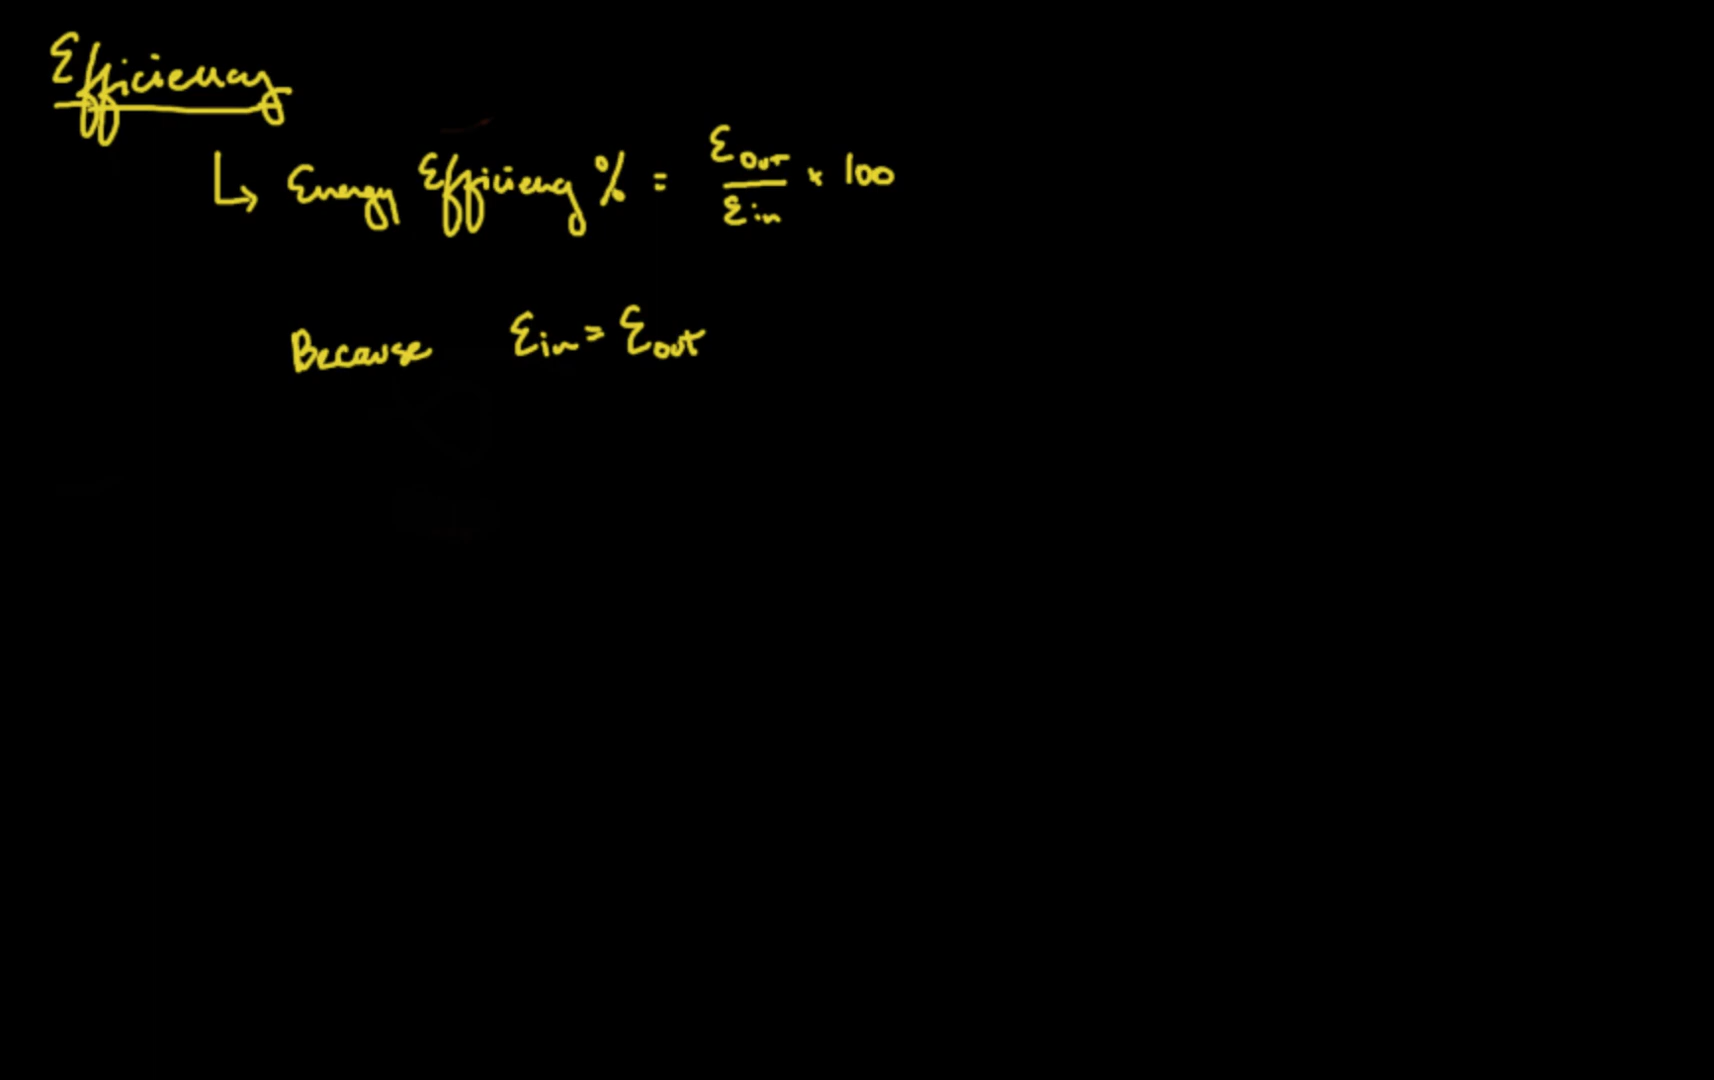 Efficiency
↳ Energy Efficiency % = Eout / Ein × 100
Because Ein = Eout